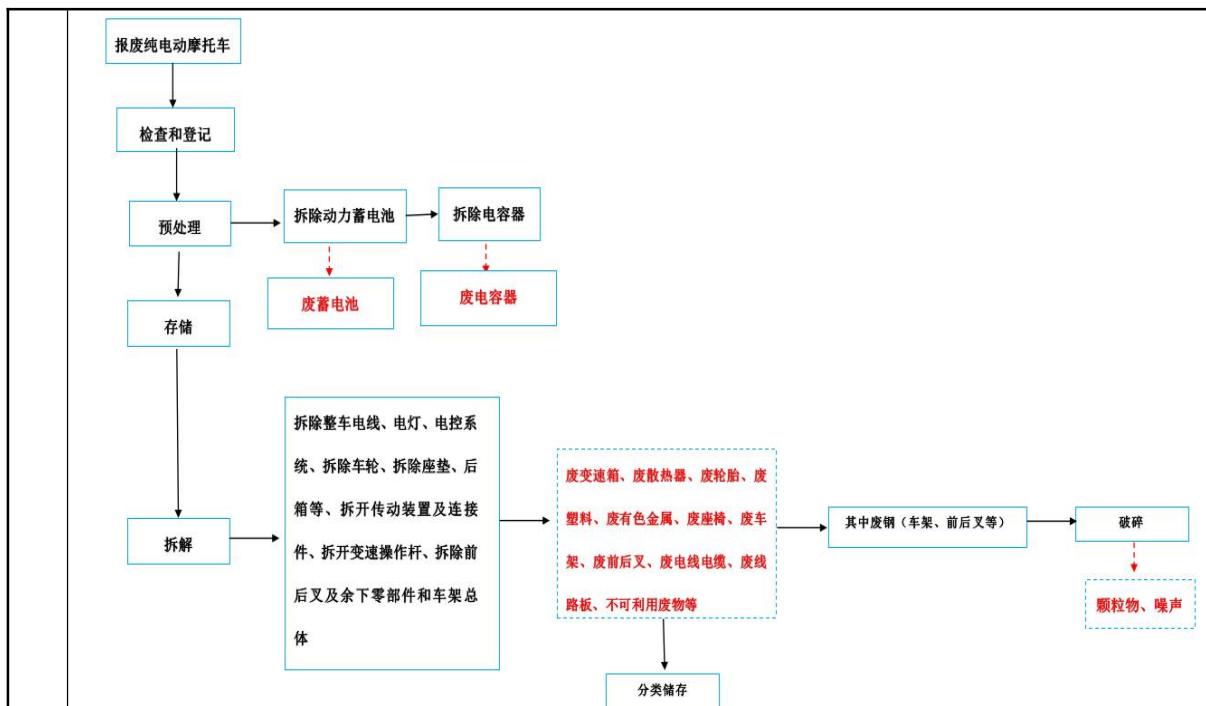 报废纯电动摩托车
检查和登记
预处理
拆除动力蓄电池
拆除电容器
废蓄电池
废电容器
存储
拆解
拆除整车电线、电灯、电控系
统、拆除车轮、拆除座垫、后
箱等、拆开传动装置及连接
件、拆开变速操作杆、拆除前
后叉及余下零部件和车架总
体
废变速箱、废散热器、废轮胎、废
塑料、废有色金属、废座椅、废车
架、废前后叉、废电线电缆、废线
路板、不可利用废物等
其中废钢（车架、前后叉等）
破碎
颗粒物、噪声
分类储存